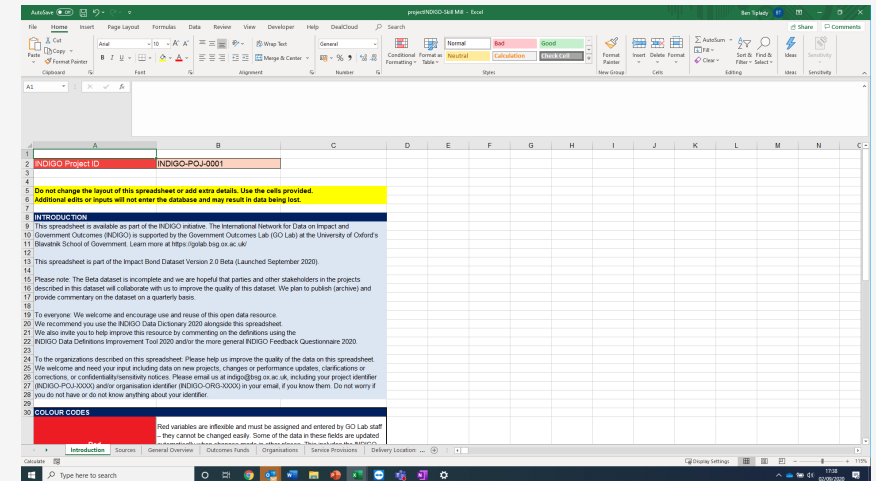 AutoSave Off
projectINDIGO-Skill Mill - Excel
Ben Tiplady BT
File Home Insert Page Layout Formulas Data Review View Developer Help DealCloud Search Share Comments
Cut
Copy
Format Painter
Paste
Clipboard
Arial 10
Font
Wrap Text
Merge & Center
Alignment
General
Number
Conditional Formatting
Format as Table
Normal Bad Good
Neutral Calculation Check Cell
Styles
Format Painter
New Group
Insert Delete Format
Cells
AutoSum
Fill
Clear
Sort & Filter
Find & Select
Editing
Ideas
Ideas
Sensitivity
Sensitivity
A1
A B C D E F G H I J K L M N
INDIGO Project ID INDIGO-POJ-0001
Do not change the layout of this spreadsheet or add extra details. Use the cells provided.
Additional edits or inputs will not enter the database and may result in data being lost.
INTRODUCTION
This spreadsheet is available as part of the INDIGO initiative. The International Network for Data on Impact and
Government Outcomes (INDIGO) is supported by the Government Outcomes Lab (GO Lab) at the University of Oxford's
Blavatnik School of Government. Learn more at https://golab.bsg.ox.ac.uk/
This spreadsheet is part of the Impact Bond Dataset Version 2.0 Beta (Launched September 2020).
Please note: The Beta dataset is incomplete and we are hopeful that parties and other stakeholders in the projects
described in this dataset will collaborate with us to improve the quality of this dataset. We plan to publish (archive) and
provide commentary on the dataset on a quarterly basis.
To everyone: We welcome and encourage use and reuse of this open data resource.
We recommend you use the INDIGO Data Dictionary 2020 alongside this spreadsheet.
We also invite you to help improve this resource by commenting on the definitions using the
INDIGO Data Definitions Improvement Tool 2020 and/or the more general INDIGO Feedback Questionnaire 2020.
To the organizations described on this spreadsheet: Please help us improve the quality of the data on this spreadsheet.
We welcome and need your input including data on new projects, changes or performance updates, clarifications or
corrections, or confidentiality/sensitivity notices. Please email us at indigo@bsg.ox.ac.uk, including your project identifier
(INDIGO-POJ-XXXX) and/or organisation identifier (INDIGO-ORG-XXXX) in your email, if you know them. Do not worry if
you do not have or do not know anything about your identifier.
COLOUR CODES
Red variables are inflexible and must be assigned and entered by GO Lab staff
– they cannot be changed easily. Some of the data in these fields are updated
Introduction Sources General Overview Outcomes Funds Organisations Service Provisions Delivery Location ...
Calculate
Display Settings
115%
Type here to search
17:38
02/09/2020